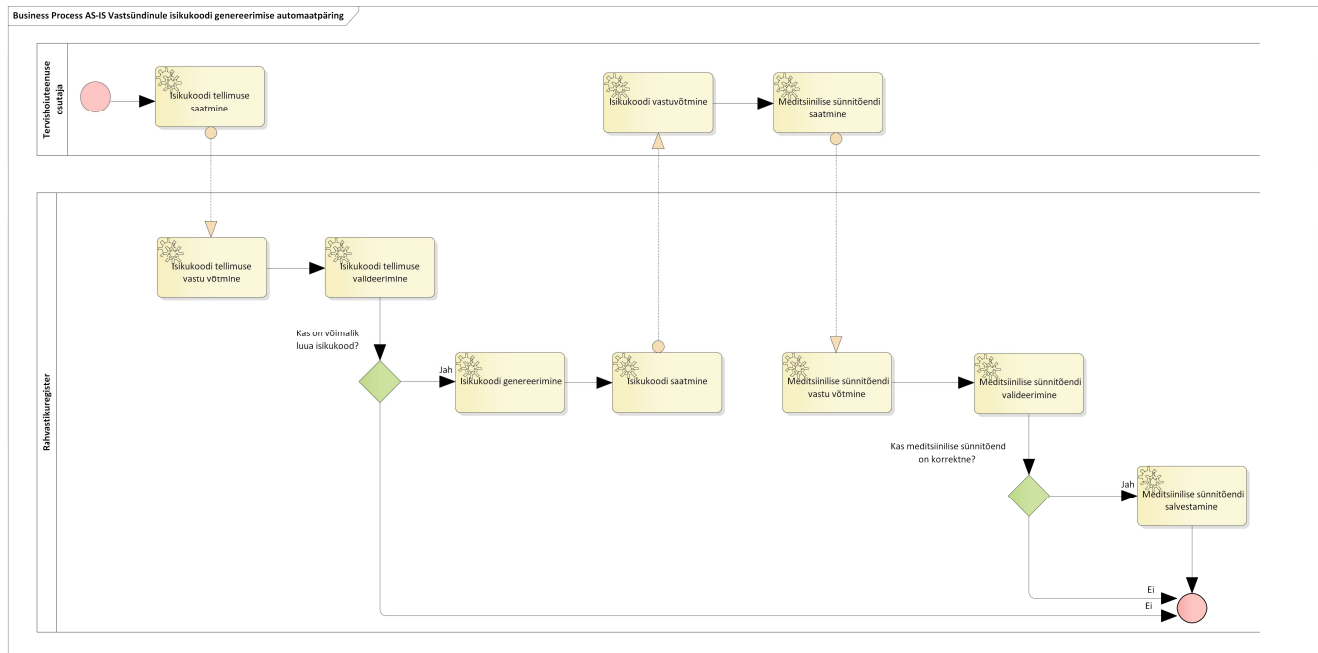 Business Process AS-IS Vastsündinule isikukoodi genereerimise automaatpäring
Tervishoiuteenuse
osutaja
Isikukoodi tellimuse
saatmine
Isikukoodi vastuvõtmine
Meditsiinilise sünnitõendi
saatmine
Rahvastikuregister
Isikukoodi tellimuse
vastu võtmine
Isikukoodi tellimuse
valideerimine
Kas on võimalik
luua isikukood?
Jah
Isikukoodi genereerimine
Isikukoodi saatmine
Meditsiinilise sünnitõendi
vastu võtmine
Meditsiinilise sünnitõendi
valideerimine
Kas meditsiinilise sünnitõend
on korrektne?
Jah
Meditsiinilise sünnitõendi
salvestamine
Ei
Ei